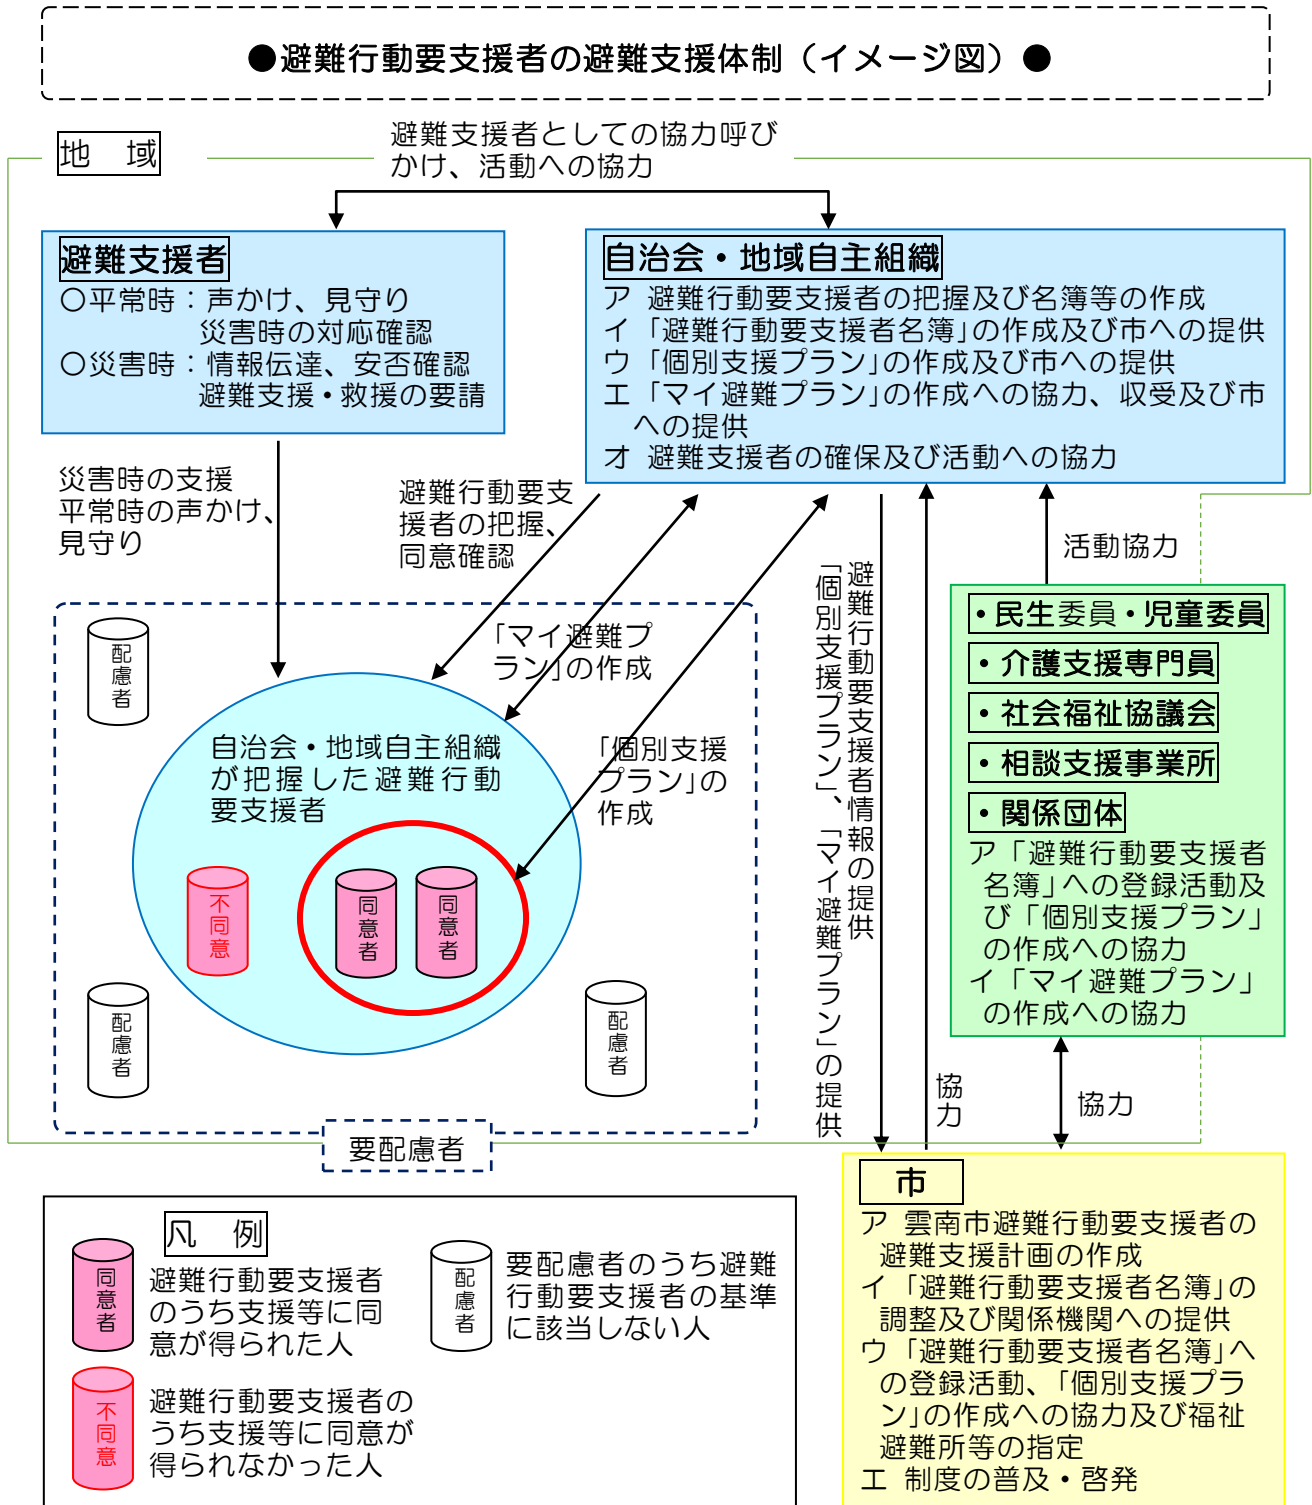 ●避難行動要支援者の避難支援体制（イメージ図）●
地　域
避難支援者としての協力呼び
かけ、活動への協力
避難支援者
〇平常時：声かけ、見守り
災害時の対応確認
〇災害時：情報伝達、安否確認
避難支援・救援の要請
自治会・地域自主組織
ア 避難行動要支援者の把握及び名簿等の作成
イ「避難行動要支援者名簿」の作成及び市への提供
ウ「個別支援プラン」の作成及び市への提供
エ「マイ避難プラン」の作成への協力、収受及び市
への提供
オ 避難支援者の確保及び活動への協力
災害時の支援
平常時の声かけ、
見守り
避難行動要支
援者の把握、
同意確認
「マイ避難プ
ラン」の作成
「個別支援
プラン」の
作成
避難行動要支援者情報の提供
「個別支援プラン」、「マイ避難プラン」の提供
活動協力
・民生委員・児童委員
・介護支援専門員
・社会福祉協議会
・相談支援事業所
・関係団体
ア「避難行動要支援者
名簿」への登録活動及
び「個別支援プラン」
の作成への協力
イ「マイ避難プラン」
の作成への協力
配慮者
自治会・地域自主組織
が把握した避難行動
要支援者
不同意
同意者
同意者
配慮者
配慮者
要配慮者
協力
協力
市
ア 雲南市避難行動要支援者の
避難支援計画の作成
イ「避難行動要支援者名簿」の
調整及び関係機関への提供
ウ「避難行動要支援者名簿」へ
の登録活動、「個別支援プラ
ン」の作成への協力及び福祉
避難所等の指定
エ 制度の普及・啓発
凡　例
同意者
避難行動要支援者
のうち支援等に同
意が得られた人
配慮者
要配慮者のうち避難
行動要支援者の基準
に該当しない人
不同意
避難行動要支援者の
うち支援等に同意が
得られなかった人